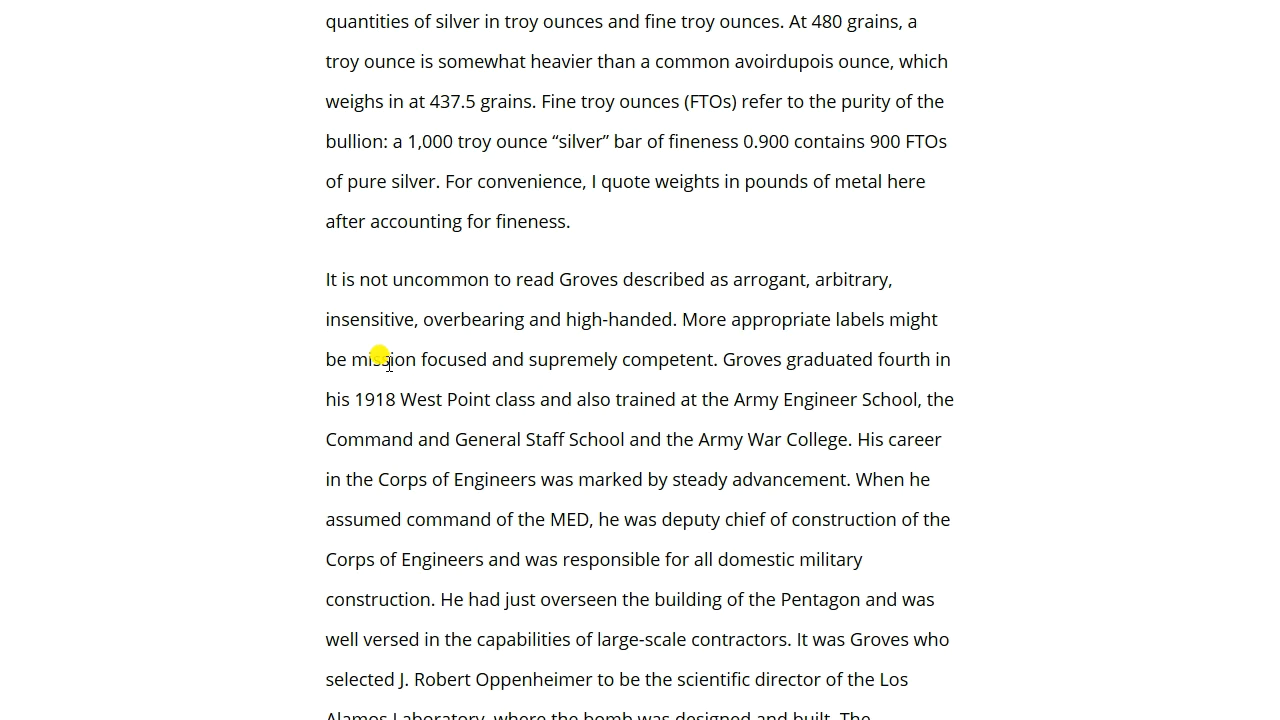 quantities of silver in troy ounces and fine troy ounces. At 480 grains, a
troy ounce is somewhat heavier than a common avoirdupois ounce, which
weighs in at 437.5 grains. Fine troy ounces (FTOs) refer to the purity of the
bullion: a 1,000 troy ounce “silver” bar of fineness 0.900 contains 900 FTOs
of pure silver. For convenience, I quote weights in pounds of metal here
after accounting for fineness.
It is not uncommon to read Groves described as arrogant, arbitrary,
insensitive, overbearing and high-handed. More appropriate labels might
be mission focused and supremely competent. Groves graduated fourth in
his 1918 West Point class and also trained at the Army Engineer School, the
Command and General Staff School and the Army War College. His career
in the Corps of Engineers was marked by steady advancement. When he
assumed command of the MED, he was deputy chief of construction of the
Corps of Engineers and was responsible for all domestic military
construction. He had just overseen the building of the Pentagon and was
well versed in the capabilities of large-scale contractors. It was Groves who
selected J. Robert Oppenheimer to be the scientific director of the Los
Alamos Laboratory, where the bomb was designed and built. The